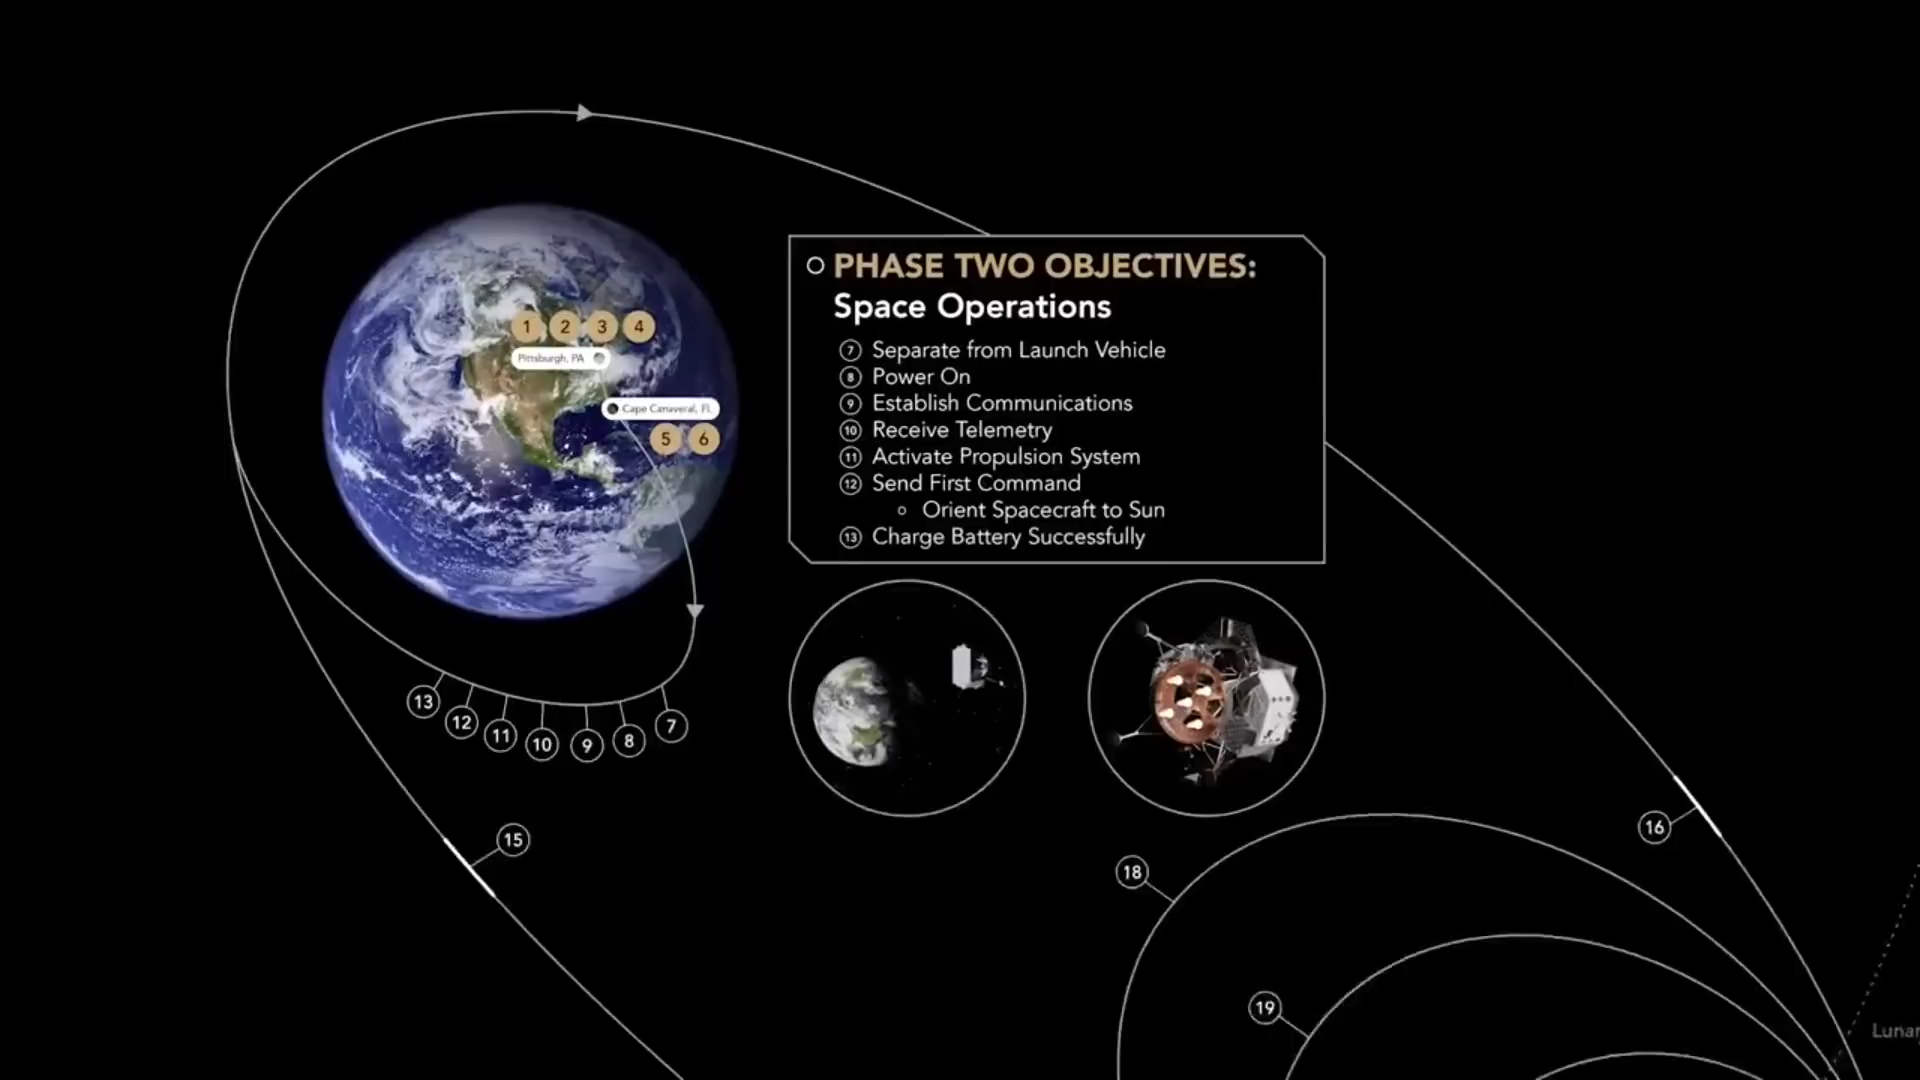 PHASE TWO OBJECTIVES:
Space Operations
7 Separate from Launch Vehicle
8 Power On
9 Establish Communications
10 Receive Telemetry
11 Activate Propulsion System
12 Send First Command
Orient Spacecraft to Sun
13 Charge Battery Successfully
1 2 3 4
Pittsburgh, PA
Cape Canaveral, FL
5 6
13 12 11 10 9 8 7
15
16
18
19
Lunar